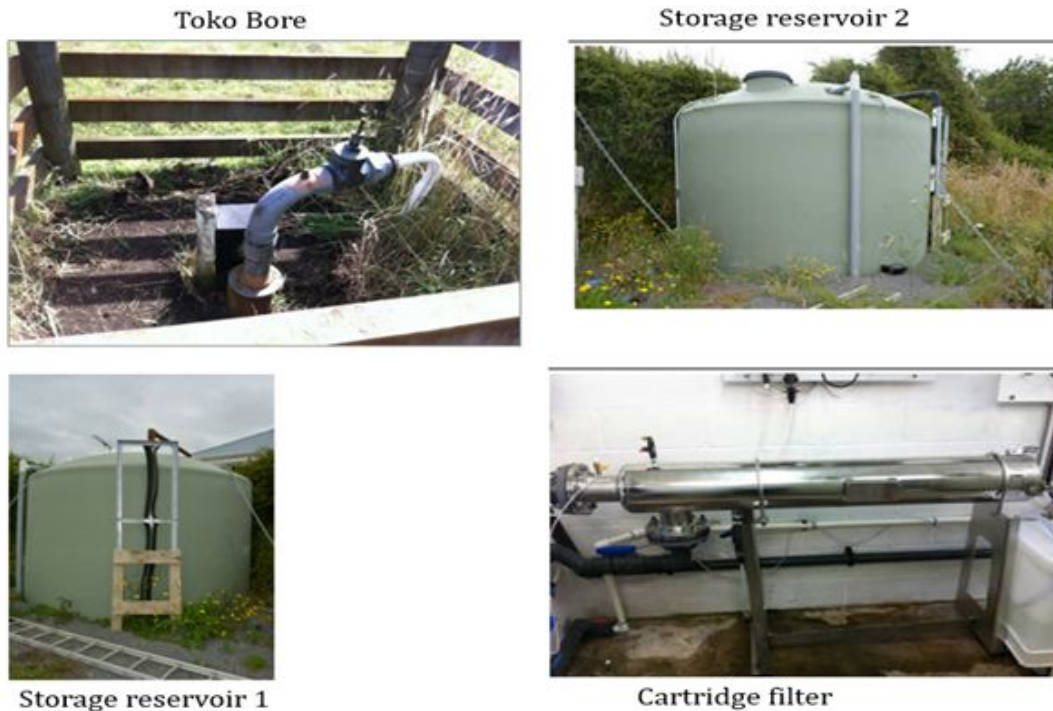 Toko Bore
Storage reservoir 2
Storage reservoir 1
Cartridge filter